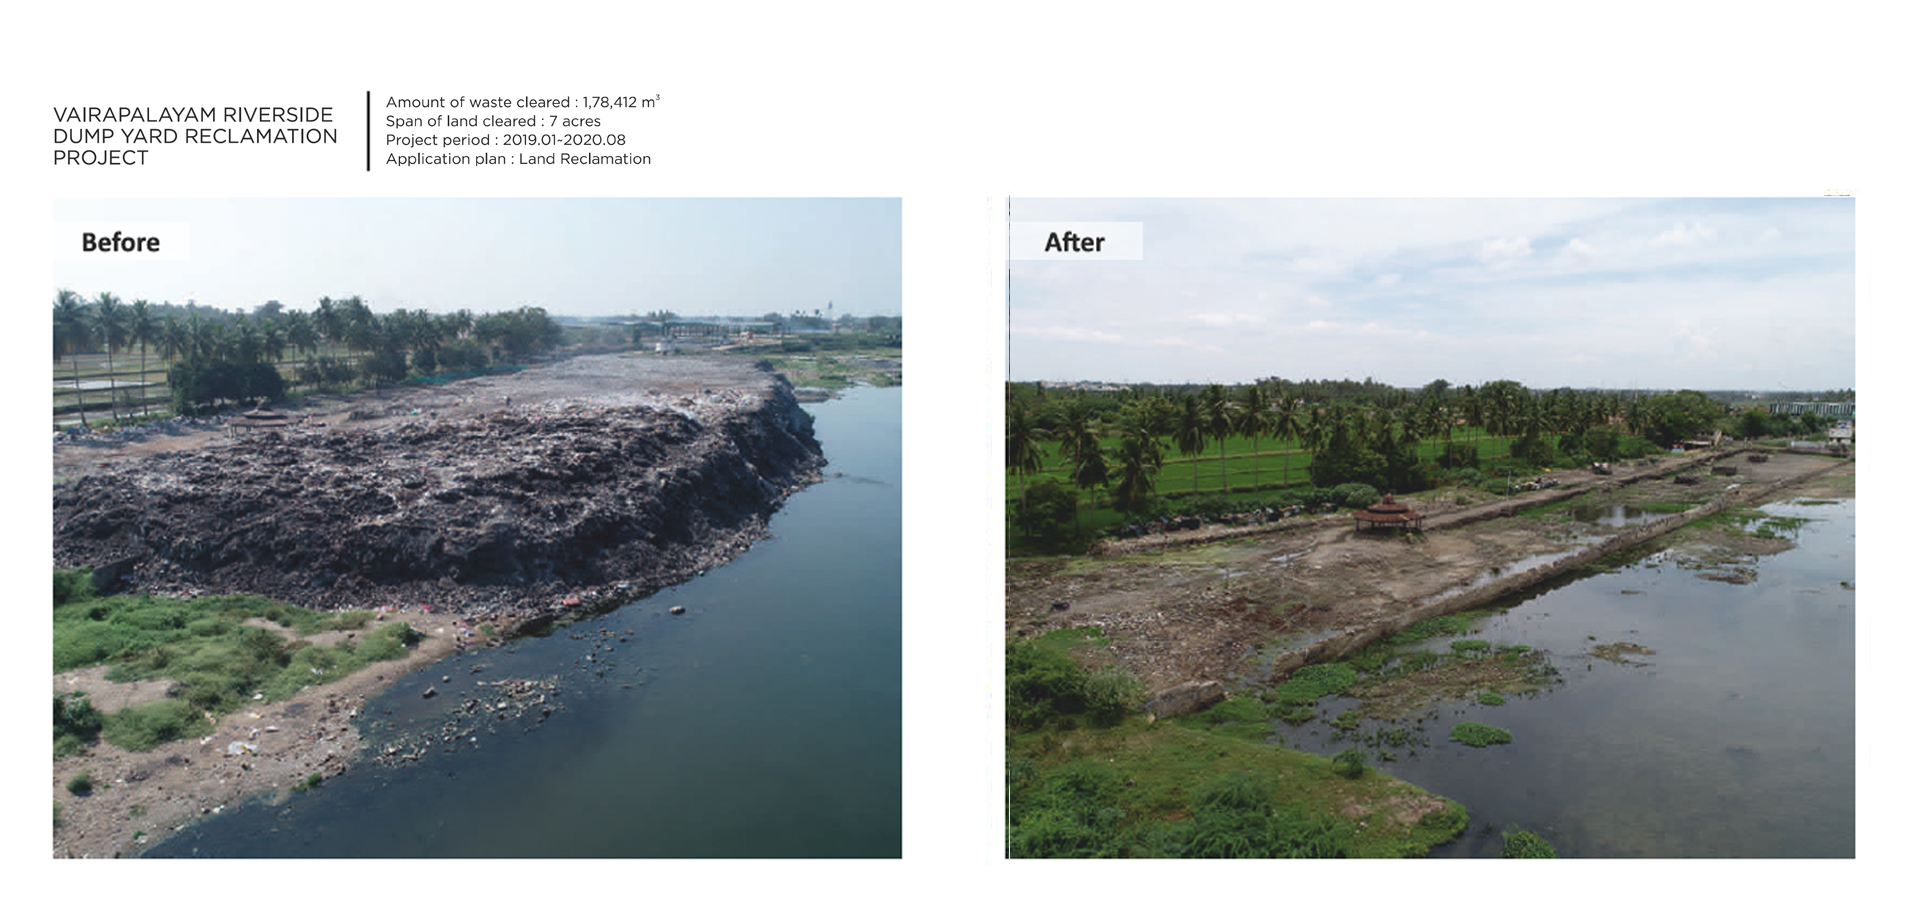 VAIRAPALAYAM RIVERSIDE
DUMP YARD RECLAMATION
PROJECT
Amount of waste cleared : 1,78,412 m³
Span of land cleared : 7 acres
Project period : 2019.01~2020.08
Application plan : Land Reclamation
Before
After